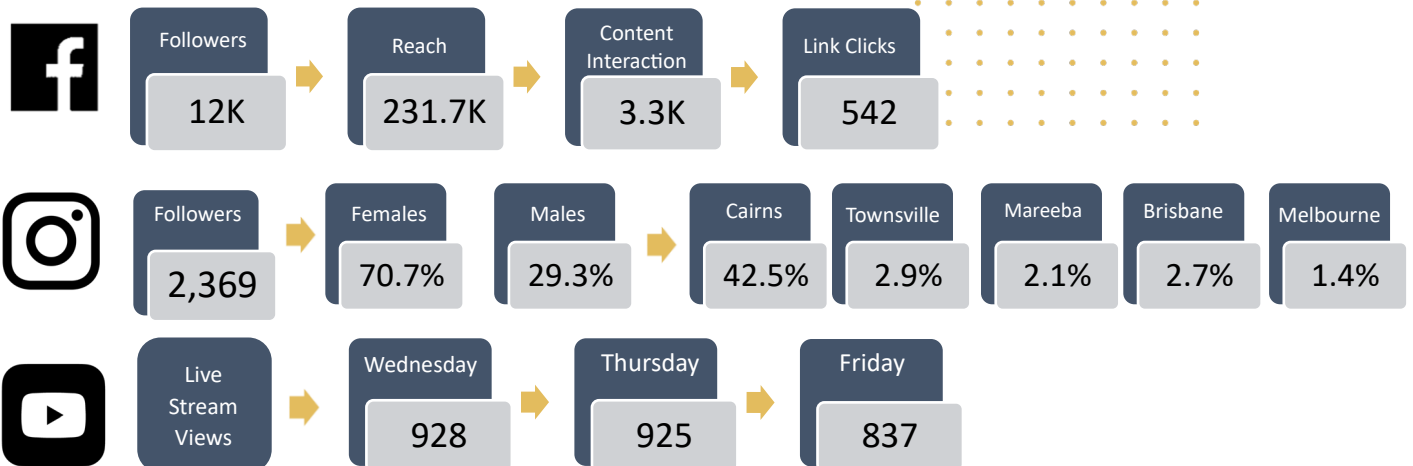 Followers
12K
Reach
231.7K
Content
Interaction
3.3K
Link Clicks
542
Followers
2,369
Females
70.7%
Males
29.3%
Cairns
42.5%
Townsville
2.9%
Mareeba
2.1%
Brisbane
2.7%
Melbourne
1.4%
Live
Stream
Views
Wednesday
928
Thursday
925
Friday
837